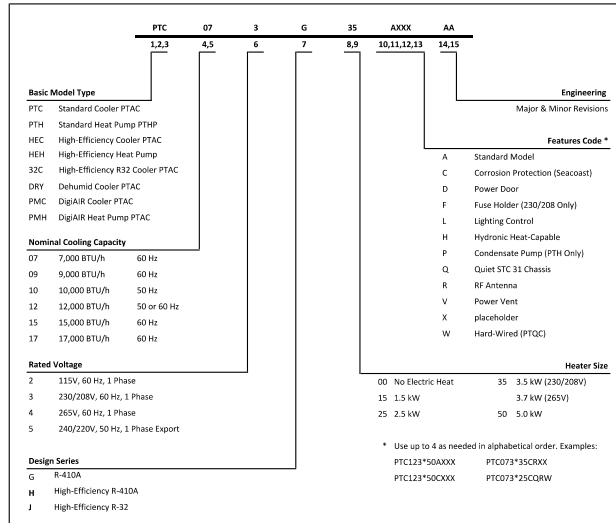 PTC 07 3 G 35 AXXX AA
1,2,3 4,5 6 7 8,9 10,11,12,13 14,15
Basic Model Type
PTC Standard Cooler PTAC
PTH Standard Heat Pump PTHP
HEC High-Efficiency Cooler PTAC
HEH High-Efficiency Heat Pump
32C High-Efficiency R32 Cooler PTAC
DRY Dehumid Cooler PTAC
PMC DigiAIR Cooler PTAC
PMH DigiAIR Heat Pump PTAC
Nominal Cooling Capacity
07 7,000 BTU/h 60 Hz
09 9,000 BTU/h 60 Hz
10 10,000 BTU/h 50 Hz
12 12,000 BTU/h 50 or 60 Hz
15 15,000 BTU/h 60 Hz
17 17,000 BTU/h 60 Hz
Rated Voltage
2 115V, 60 Hz, 1 Phase
3 230/208V, 60 Hz, 1 Phase
4 265V, 60 Hz, 1 Phase
5 240/220V, 50 Hz, 1 Phase Export
Design Series
G R-410A
H High-Efficiency R-410A
J High-Efficiency R-32
Engineering
Major & Minor Revisions
Features Code *
A Standard Model
C Corrosion Protection (Seacoast)
D Power Door
F Fuse Holder (230/208 Only)
L Lighting Control
H Hydronic Heat-Capable
P Condensate Pump (PTH Only)
Q Quiet STC 31 Chassis
R RF Antenna
V Power Vent
X placeholder
W Hard-Wired (PTQC)
Heater Size
00 No Electric Heat 35 3.5 kW (230/208V)
15 1.5 kW 3.7 kW (265V)
25 2.5 kW 50 5.0 kW
* Use up to 4 as needed in alphabetical order. Examples:
PTC123*50AXXX PTC073*35CRXX
PTC123*50CXXX PTC073*25CQRW